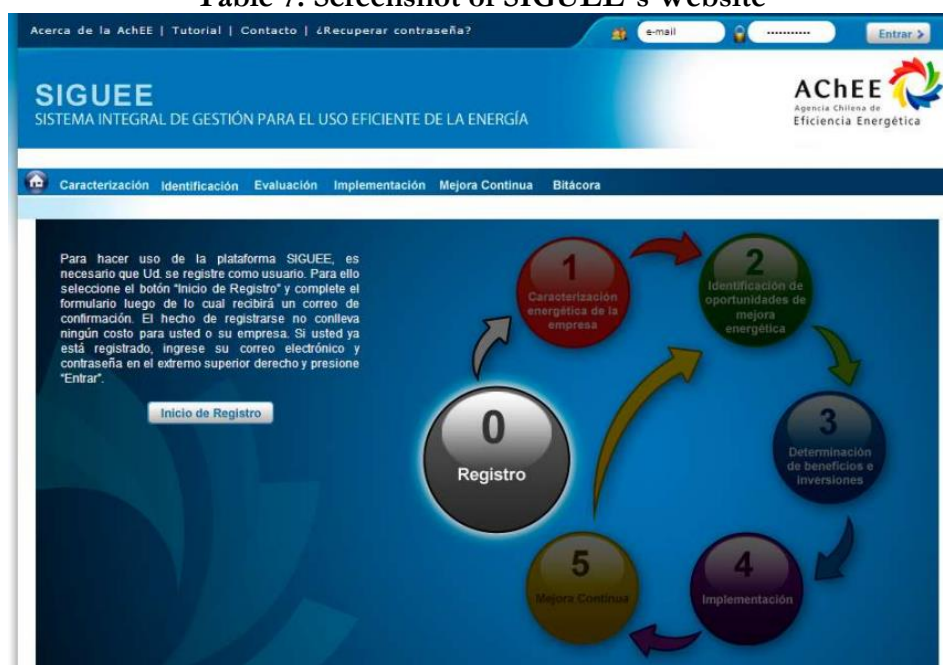 Table 7. Screenshot of SIGUEE's website
Acerca de la AchEE | Tutorial | Contacto | ¿Recuperar contraseña?
e-mail
Entrar >
SIGUEE
SISTEMA INTEGRAL DE GESTIÓN PARA EL USO EFICIENTE DE LA ENERGÍA
AChEE
Agencia Chilena de
Eficiencia Energética
Caracterización Identificación Evaluación Implementación Mejora Continua Bitácora
Para hacer uso de la plataforma SIGUEE, es
necesario que Ud. se registre como usuario. Para ello
seleccione el botón "Inicio de Registro" y complete el
formulario luego de lo cual recibirá un correo de
confirmación. El hecho de registrarse no conlleva
ningún costo para usted o su empresa. Si usted ya
está registrado, ingrese su correo electrónico y
contraseña en el extremo superior derecho y presione
"Entrar".
Inicio de Registro
0
Registro
1
Caracterización
energética de la
empresa
2
Identificación de
oportunidades de
mejora
energética
3
Determinación
de beneficios e
inversiones
4
Implementación
5
Mejora Continua